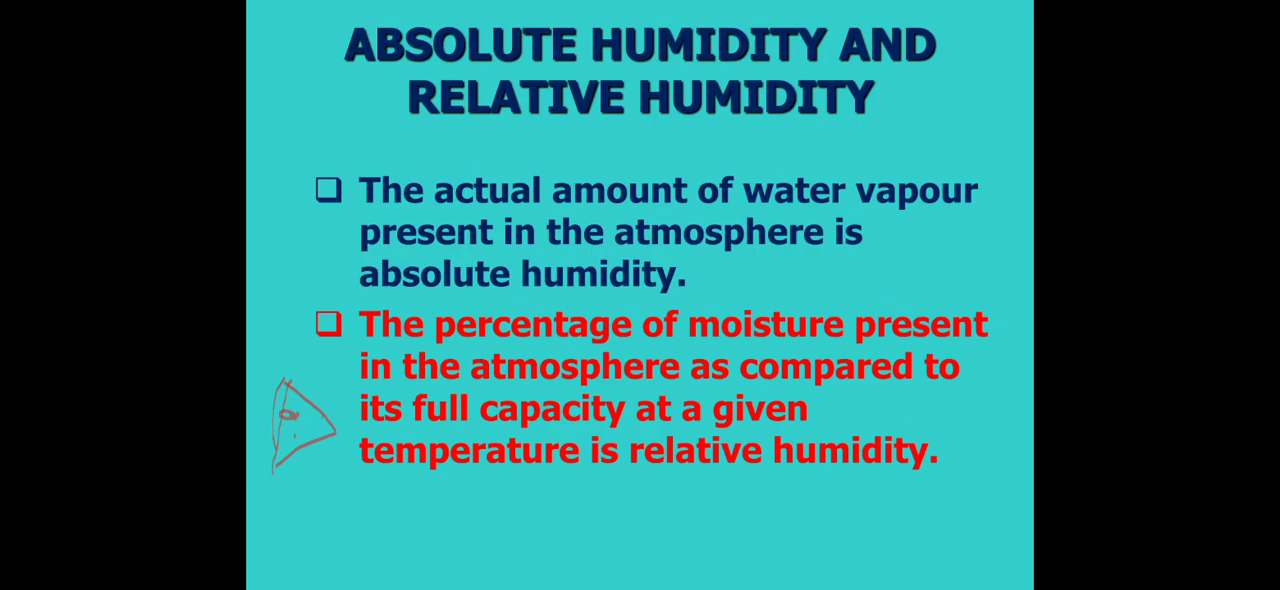 ABSOLUTE HUMIDITY AND
RELATIVE HUMIDITY
The actual amount of water vapour
present in the atmosphere is
absolute humidity.
The percentage of moisture present
in the atmosphere as compared to
its full capacity at a given
temperature is relative humidity.